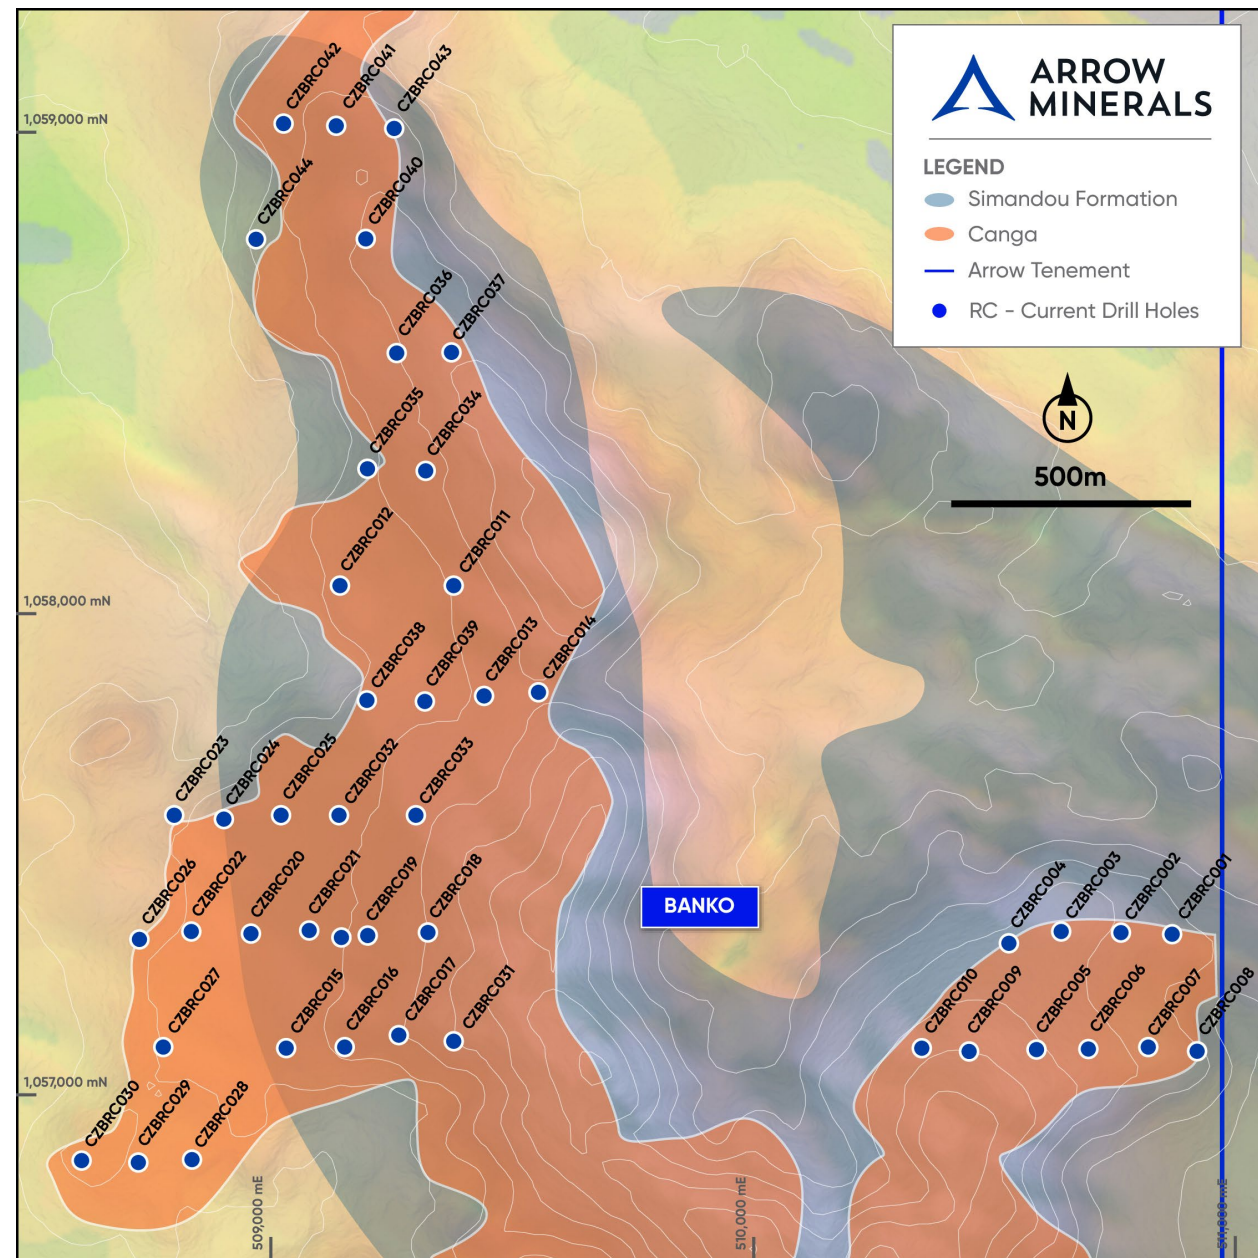 ARROW
MINERALS
LEGEND
Simandou Formation
Canga
Arrow Tenement
RC - Current Drill Holes
N
500m
1,059,000 mN
CZBRC042
CZBRC041
CZBRC043
CZBRC044
CZBRC040
CZBRC036
CZBRC037
CZBRC035
CZBRC034
CZBRC012
CZBRC011
1,058,000 mN
CZBRC038
CZBRC039
CZBRC013
CZBRC014
CZBRC023
CZBRC024
CZBRC025
CZBRC032
CZBRC033
BANKO
CZBRC026
CZBRC022
CZBRC020
CZBRC021
CZBRC019
CZBRC018
CZBRC004
CZBRC003
CZBRC002
CZBRC001
CZBRC027
CZBRC015
CZBRC016
CZBRC017
CZBRC031
CZBRC010
CZBRC009
CZBRC005
CZBRC006
CZBRC007
CZBRC008
1,057,000 mN
CZBRC030
CZBRC029
CZBRC028
509,000 mE
510,000 mE
511,000 mE